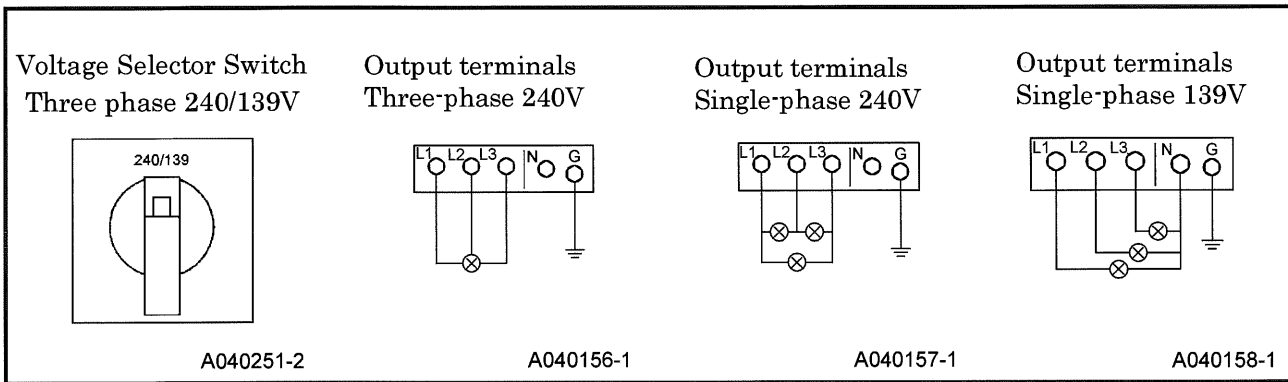 Voltage Selector Switch
Three phase 240/139V
240/139
A040251-2
Output terminals
Three-phase 240V
L1 L2 L3 N G
A040156-1
Output terminals
Single-phase 240V
L1 L2 L3 N G
A040157-1
Output terminals
Single-phase 139V
L1 L2 L3 N G
A040158-1